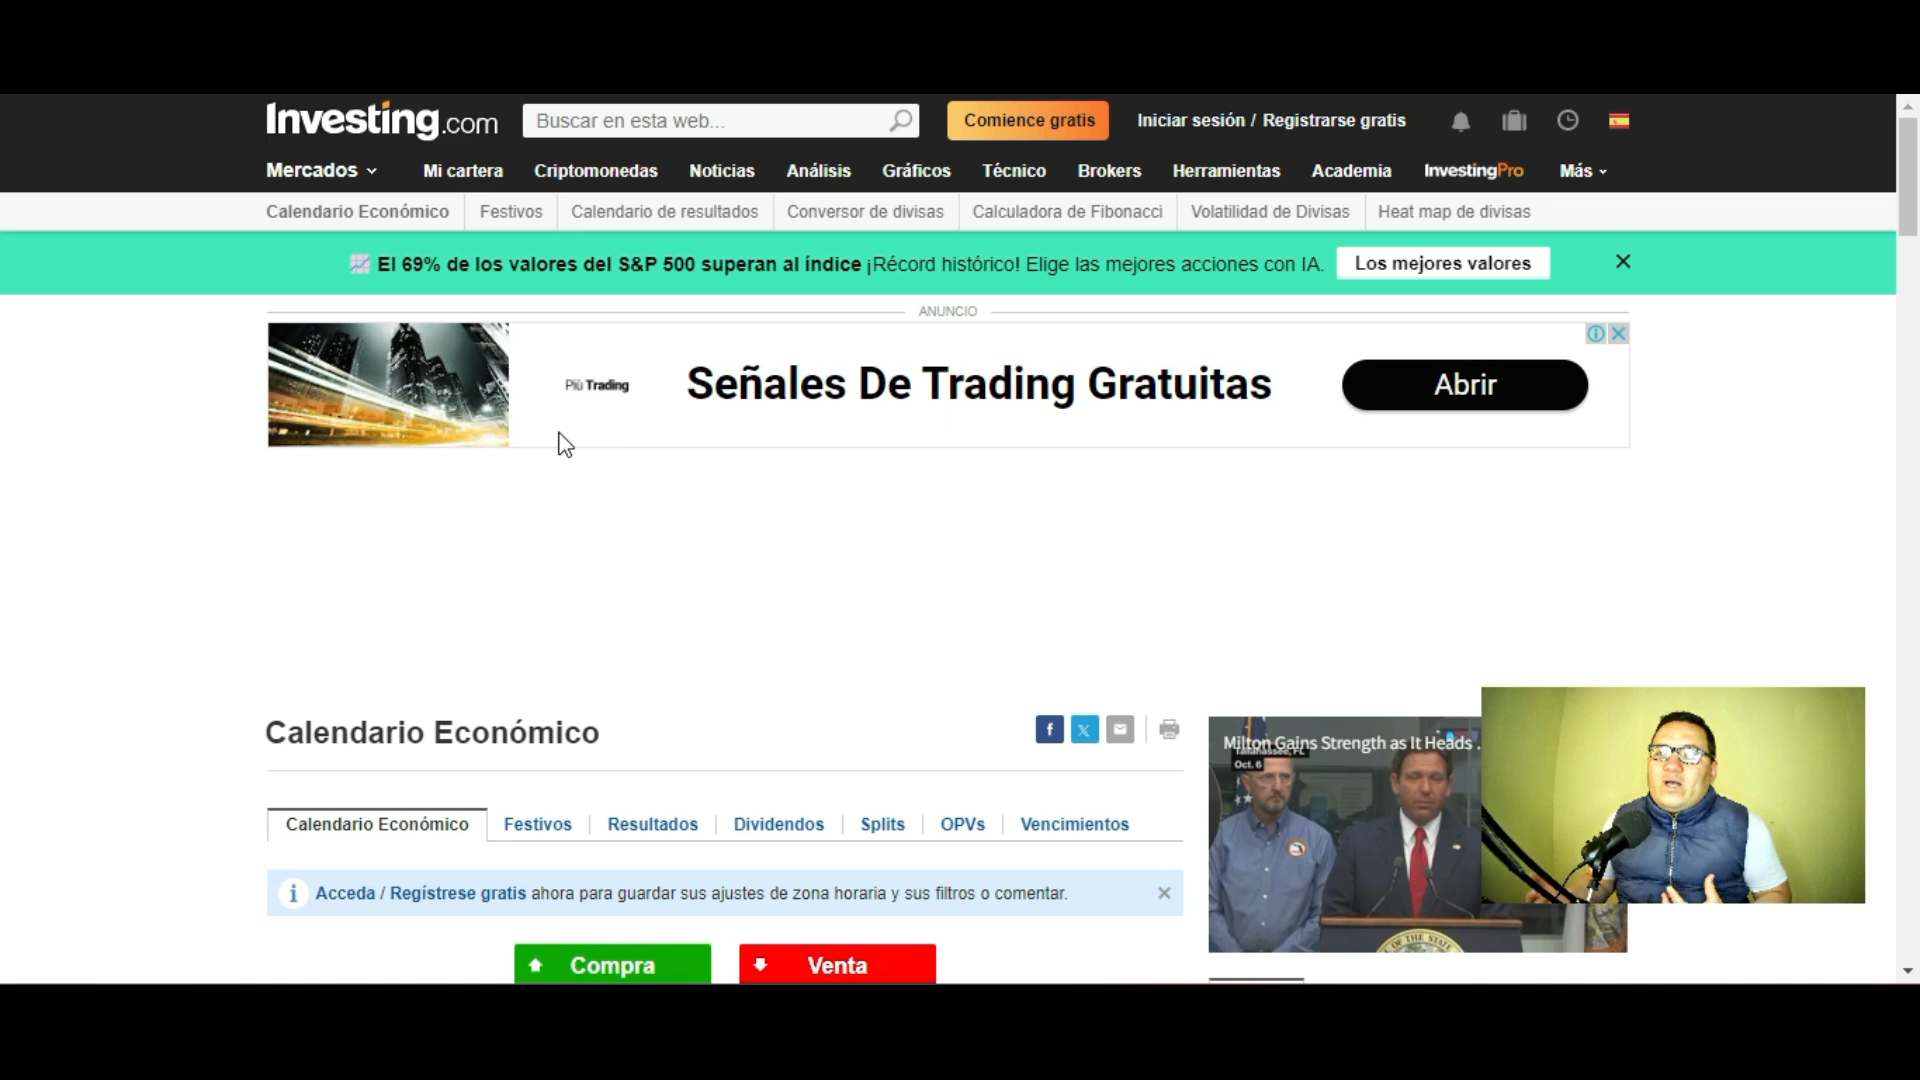 Investing.com
Buscar en esta web...
Comience gratis
Iniciar sesión / Registrarse gratis
Mercados Mi cartera Criptomonedas Noticias Análisis Gráficos Técnico Brokers Herramientas Academia InvestingPro Más
Calendario Económico Festivos Calendario de resultados Conversor de divisas Calculadora de Fibonacci Volatilidad de Divisas Heat map de divisas
El 69% de los valores del S&P 500 superan al índice ¡Récord histórico! Elige las mejores acciones con IA. Los mejores valores
ANUNCIO
Più Trading
Señales De Trading Gratuitas
Abrir
Calendario Económico
Milton Gains Strength as It Heads .
Tallahassee, FL
Oct. 6
Calendario Económico Festivos Resultados Dividendos Splits OPVs Vencimientos
Acceda / Regístrese gratis ahora para guardar sus ajustes de zona horaria y sus filtros o comentar.
OF THE STATE
Compra
Venta